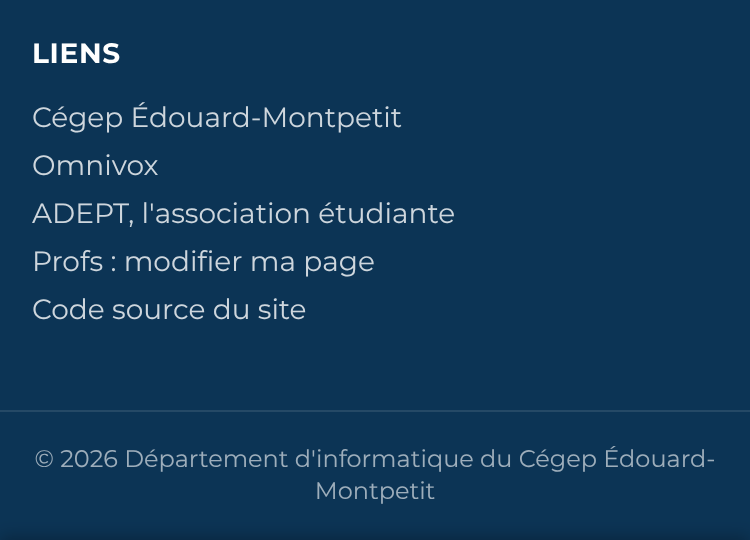 LIENS
Cégep Édouard-Montpetit
Omnivox
ADEPT, l'association étudiante
Profs : modifier ma page
Code source du site
© 2026 Département d'informatique du Cégep Édouard-
Montpetit